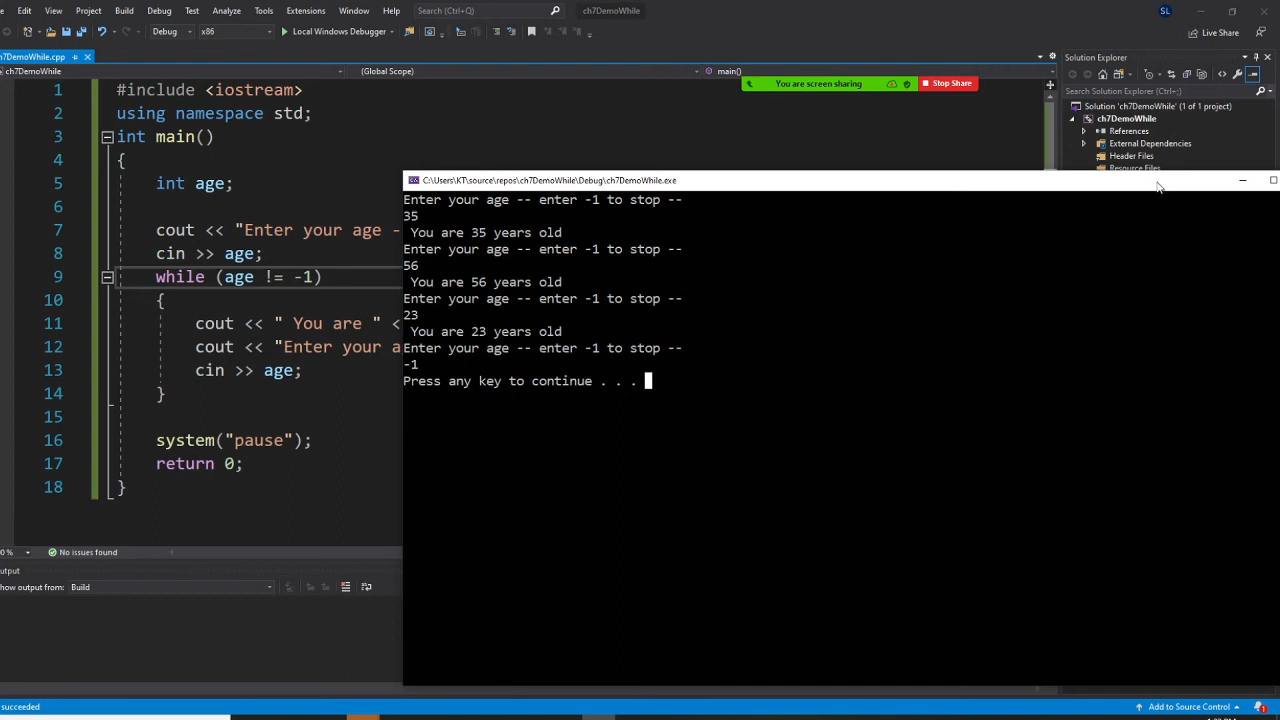 Edit View Project Build Debug Test Analyze Tools Extensions Window Help Search (Ctrl+Q) ch7DemoWhile SL
Debug x86 Local Windows Debugger Live Share
ch7DemoWhile.cpp Solution Explorer
ch7DemoWhile (Global Scope) main()
You are screen sharing Stop Share
Search Solution Explorer (Ctrl+;)
Solution 'ch7DemoWhile' (1 of 1 project)
ch7DemoWhile
References
External Dependencies
Header Files
Resource Files
1 #include <iostream>
2 using namespace std;
3 int main()
4 {
5 int age;
6
7 cout << "Enter your age -
8 cin >> age;
9 while (age != -1)
10 {
11 cout << " You are " <
12 cout << "Enter your a
13 cin >> age;
14 }
15
16 system("pause");
17 return 0;
18 }
C:\Users\KT\source\repos\ch7DemoWhile\Debug\ch7DemoWhile.exe
Enter your age -- enter -1 to stop --
35
You are 35 years old
Enter your age -- enter -1 to stop --
56
You are 56 years old
Enter your age -- enter -1 to stop --
23
You are 23 years old
Enter your age -- enter -1 to stop --
-1
Press any key to continue . . .
0 % No issues found
utput
how output from: Build
succeeded Add to Source Control 1